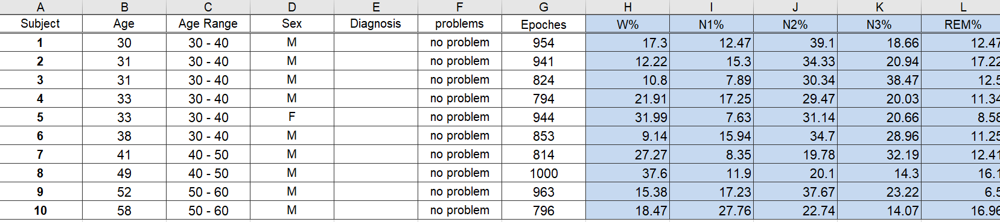 A B C D E F G H I J K L
Subject Age Age Range Sex Diagnosis problems Epoches W% N1% N2% N3% REM%
1 30 30 - 40 M no problem 954 17.3 12.47 39.1 18.66 12.47
2 31 30 - 40 M no problem 941 12.22 15.3 34.33 20.94 17.22
3 31 30 - 40 M no problem 824 10.8 7.89 30.34 38.47 12.5
4 33 30 - 40 M no problem 794 21.91 17.25 29.47 20.03 11.34
5 33 30 - 40 F no problem 944 31.99 7.63 31.14 20.66 8.58
6 38 30 - 40 M no problem 853 9.14 15.94 34.7 28.96 11.25
7 41 40 - 50 M no problem 814 27.27 8.35 19.78 32.19 12.41
8 49 40 - 50 M no problem 1000 37.6 11.9 20.1 14.3 16.1
9 52 50 - 60 M no problem 963 15.38 17.23 37.67 23.22 6.5
10 58 50 - 60 M no problem 796 18.47 27.76 22.74 14.07 16.96